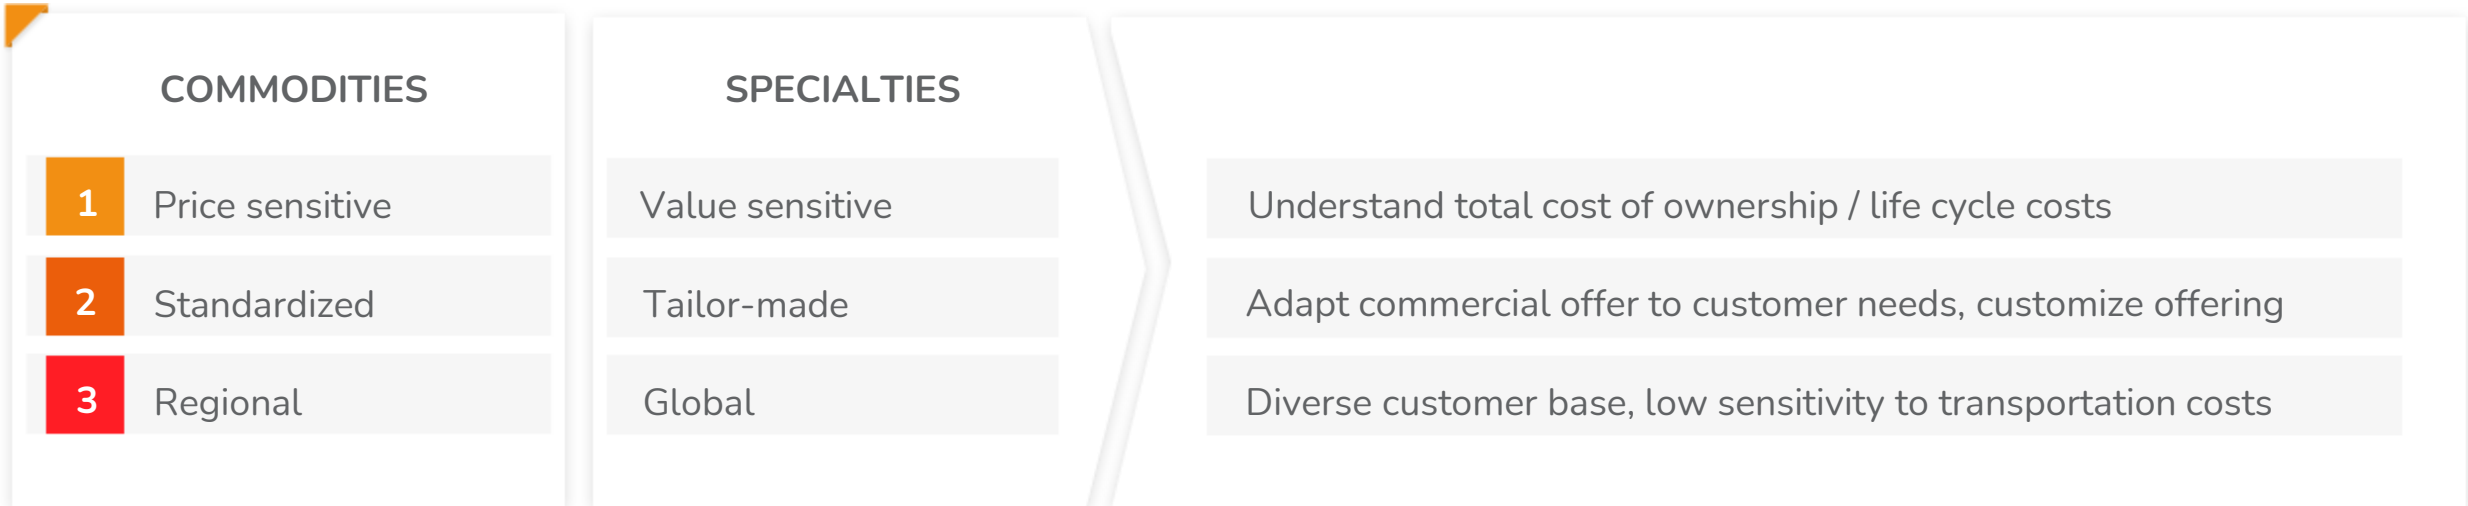 COMMODITIES
SPECIALTIES
1 Price sensitive
Value sensitive
Understand total cost of ownership / life cycle costs
2 Standardized
Tailor-made
Adapt commercial offer to customer needs, customize offering
3 Regional
Global
Diverse customer base, low sensitivity to transportation costs